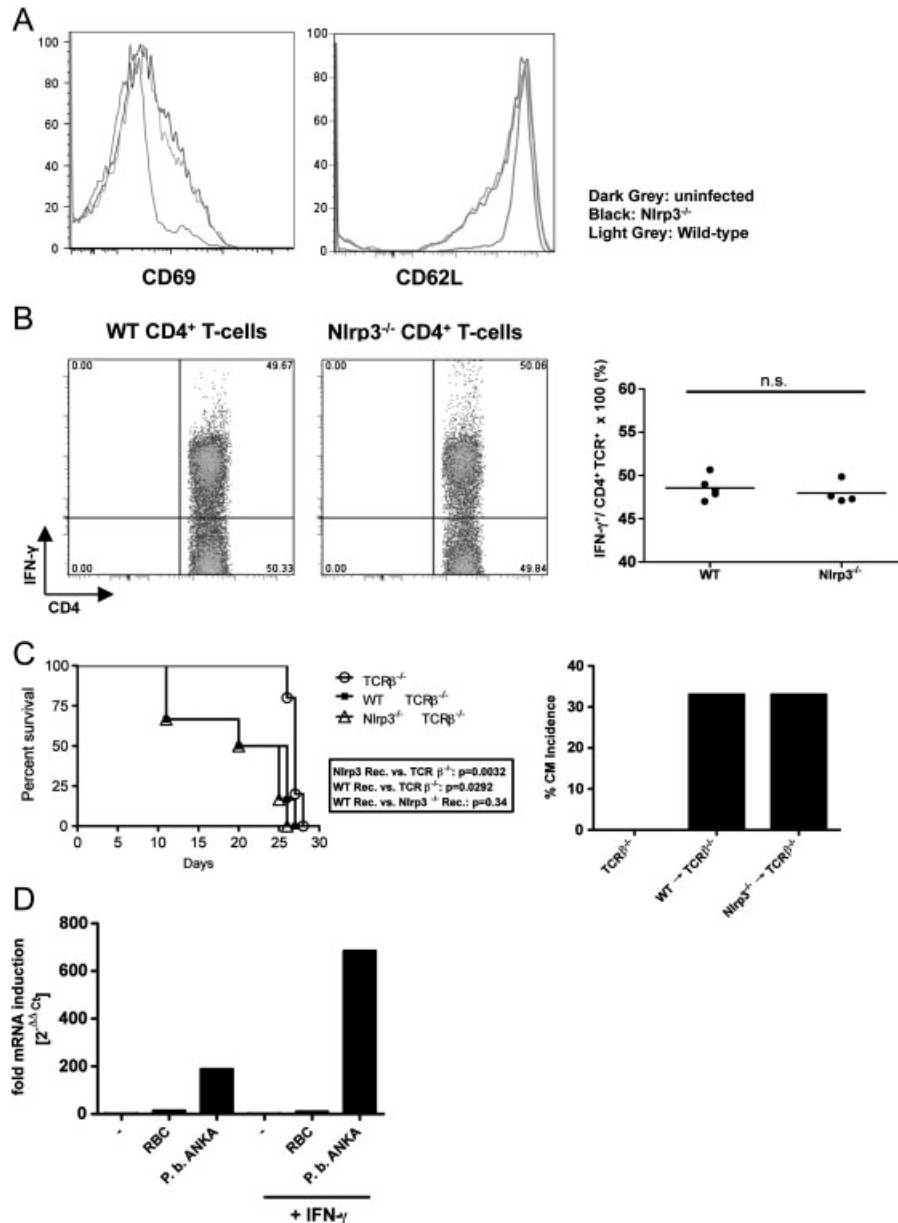 A
100
80
60
40
20
0
CD69
100
80
60
40
20
0
CD62L
Dark Grey: uninfected
Black: Nlrp3-/-
Light Grey: Wild-type
B
WT CD4+ T-cells
0.00 49.67
0.00 50.33
Nlrp3-/- CD4+ T-cells
0.00 50.06
0.00 49.84
IFN-γ
CD4
IFN-γ+/ CD4+ TCR+ x 100 (%)
60
55
50
45
40
n.s.
WT Nlrp3-/-
C
Percent survival
100
75
50
25
0
0 5 10 15 20 25 30
Days
TCRβ-/-
WT TCRβ-/-
Nlrp3-/- TCRβ-/-
Nlrp3 Rec. vs. TCR β-/-: p=0.0032
WT Rec. vs. TCR β-/-: p=0.0292
WT Rec. vs. Nlrp3 -/- Rec.: p=0.34
% CM Incidence
40
30
20
10
0
TCRβ-/-
WT → TCRβ-/-
Nlrp3-/- → TCRβ-/-
D
fold mRNA induction
[2-ΔΔCt]
800
600
400
200
0
- RBC P. b. ANKA - RBC P. b. ANKA
+ IFN-γ